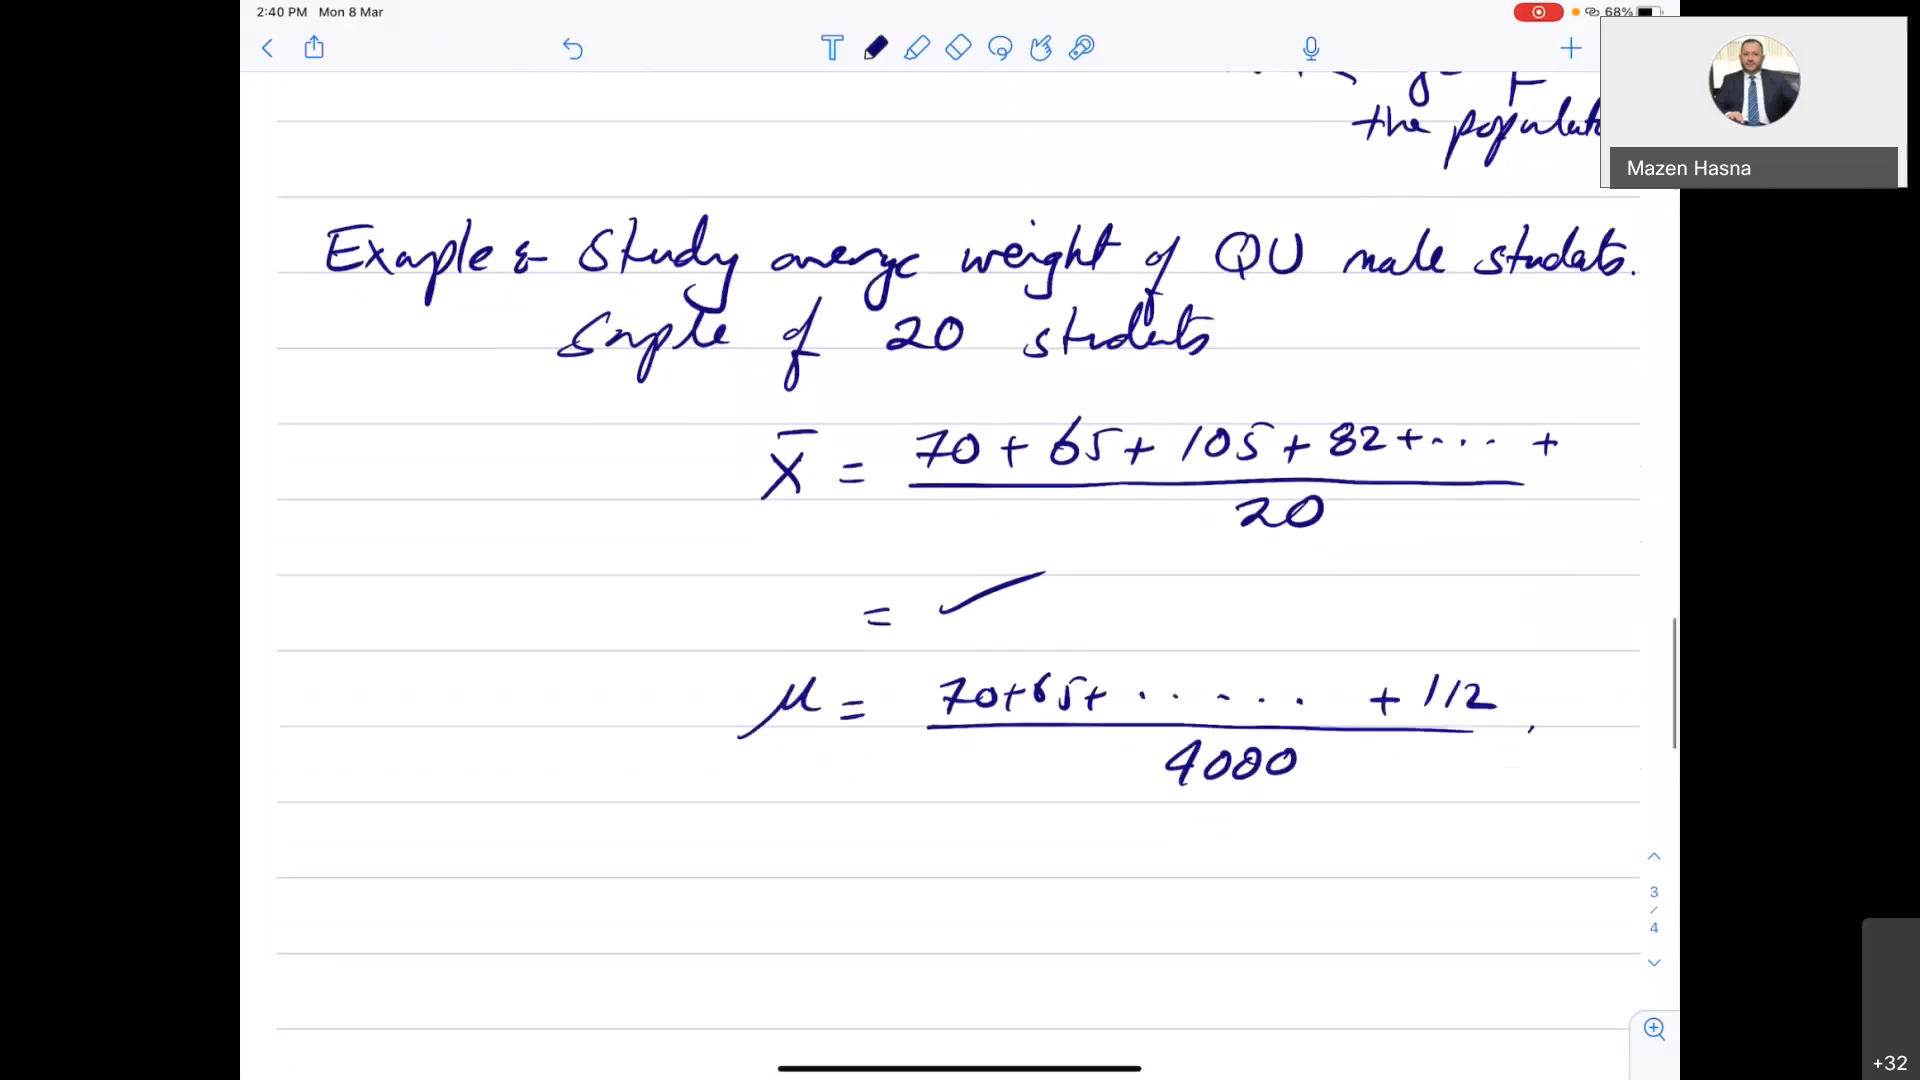 2:40 PM Mon 8 Mar
68%
Mazen Hasna
the populat
Example :- Study average weight of QU male students.
Sample of 20 students
X̄ = 70 + 65 + 105 + 82 + ... + / 20
= ✓
μ = 70+65+ ...... + 112 / 4000
3 / 4
+32